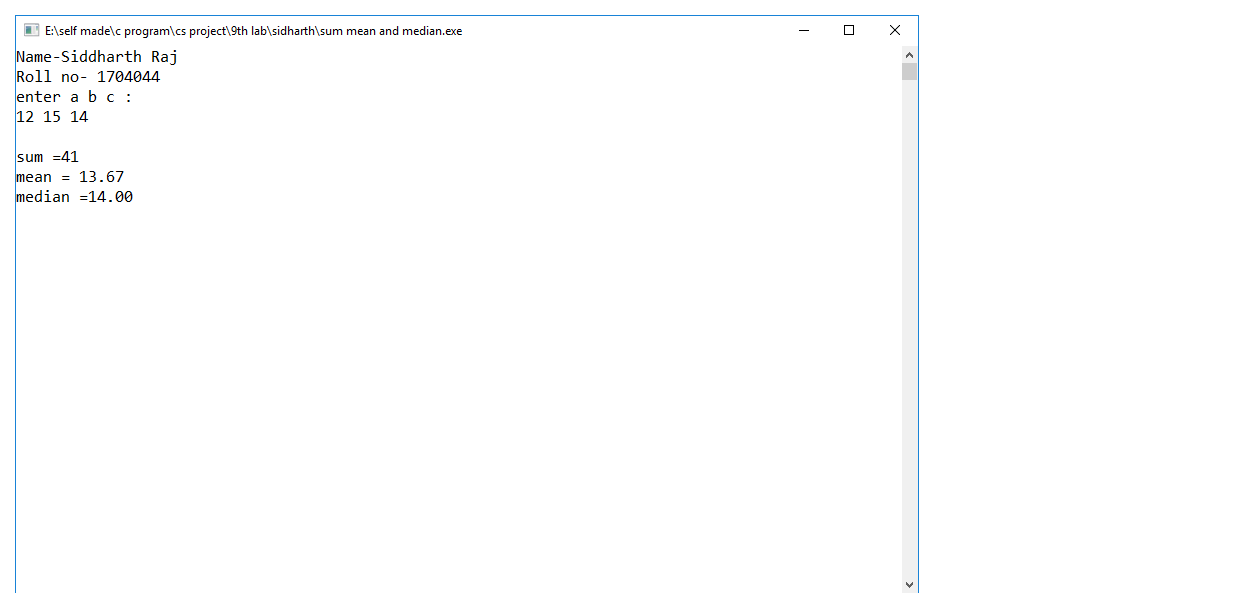 E:\self made\c program\cs project\9th lab\sidharth\sum mean and median.exe
Name-Siddharth Raj
Roll no- 1704044
enter a b c :
12 15 14
sum =41
mean = 13.67
median =14.00